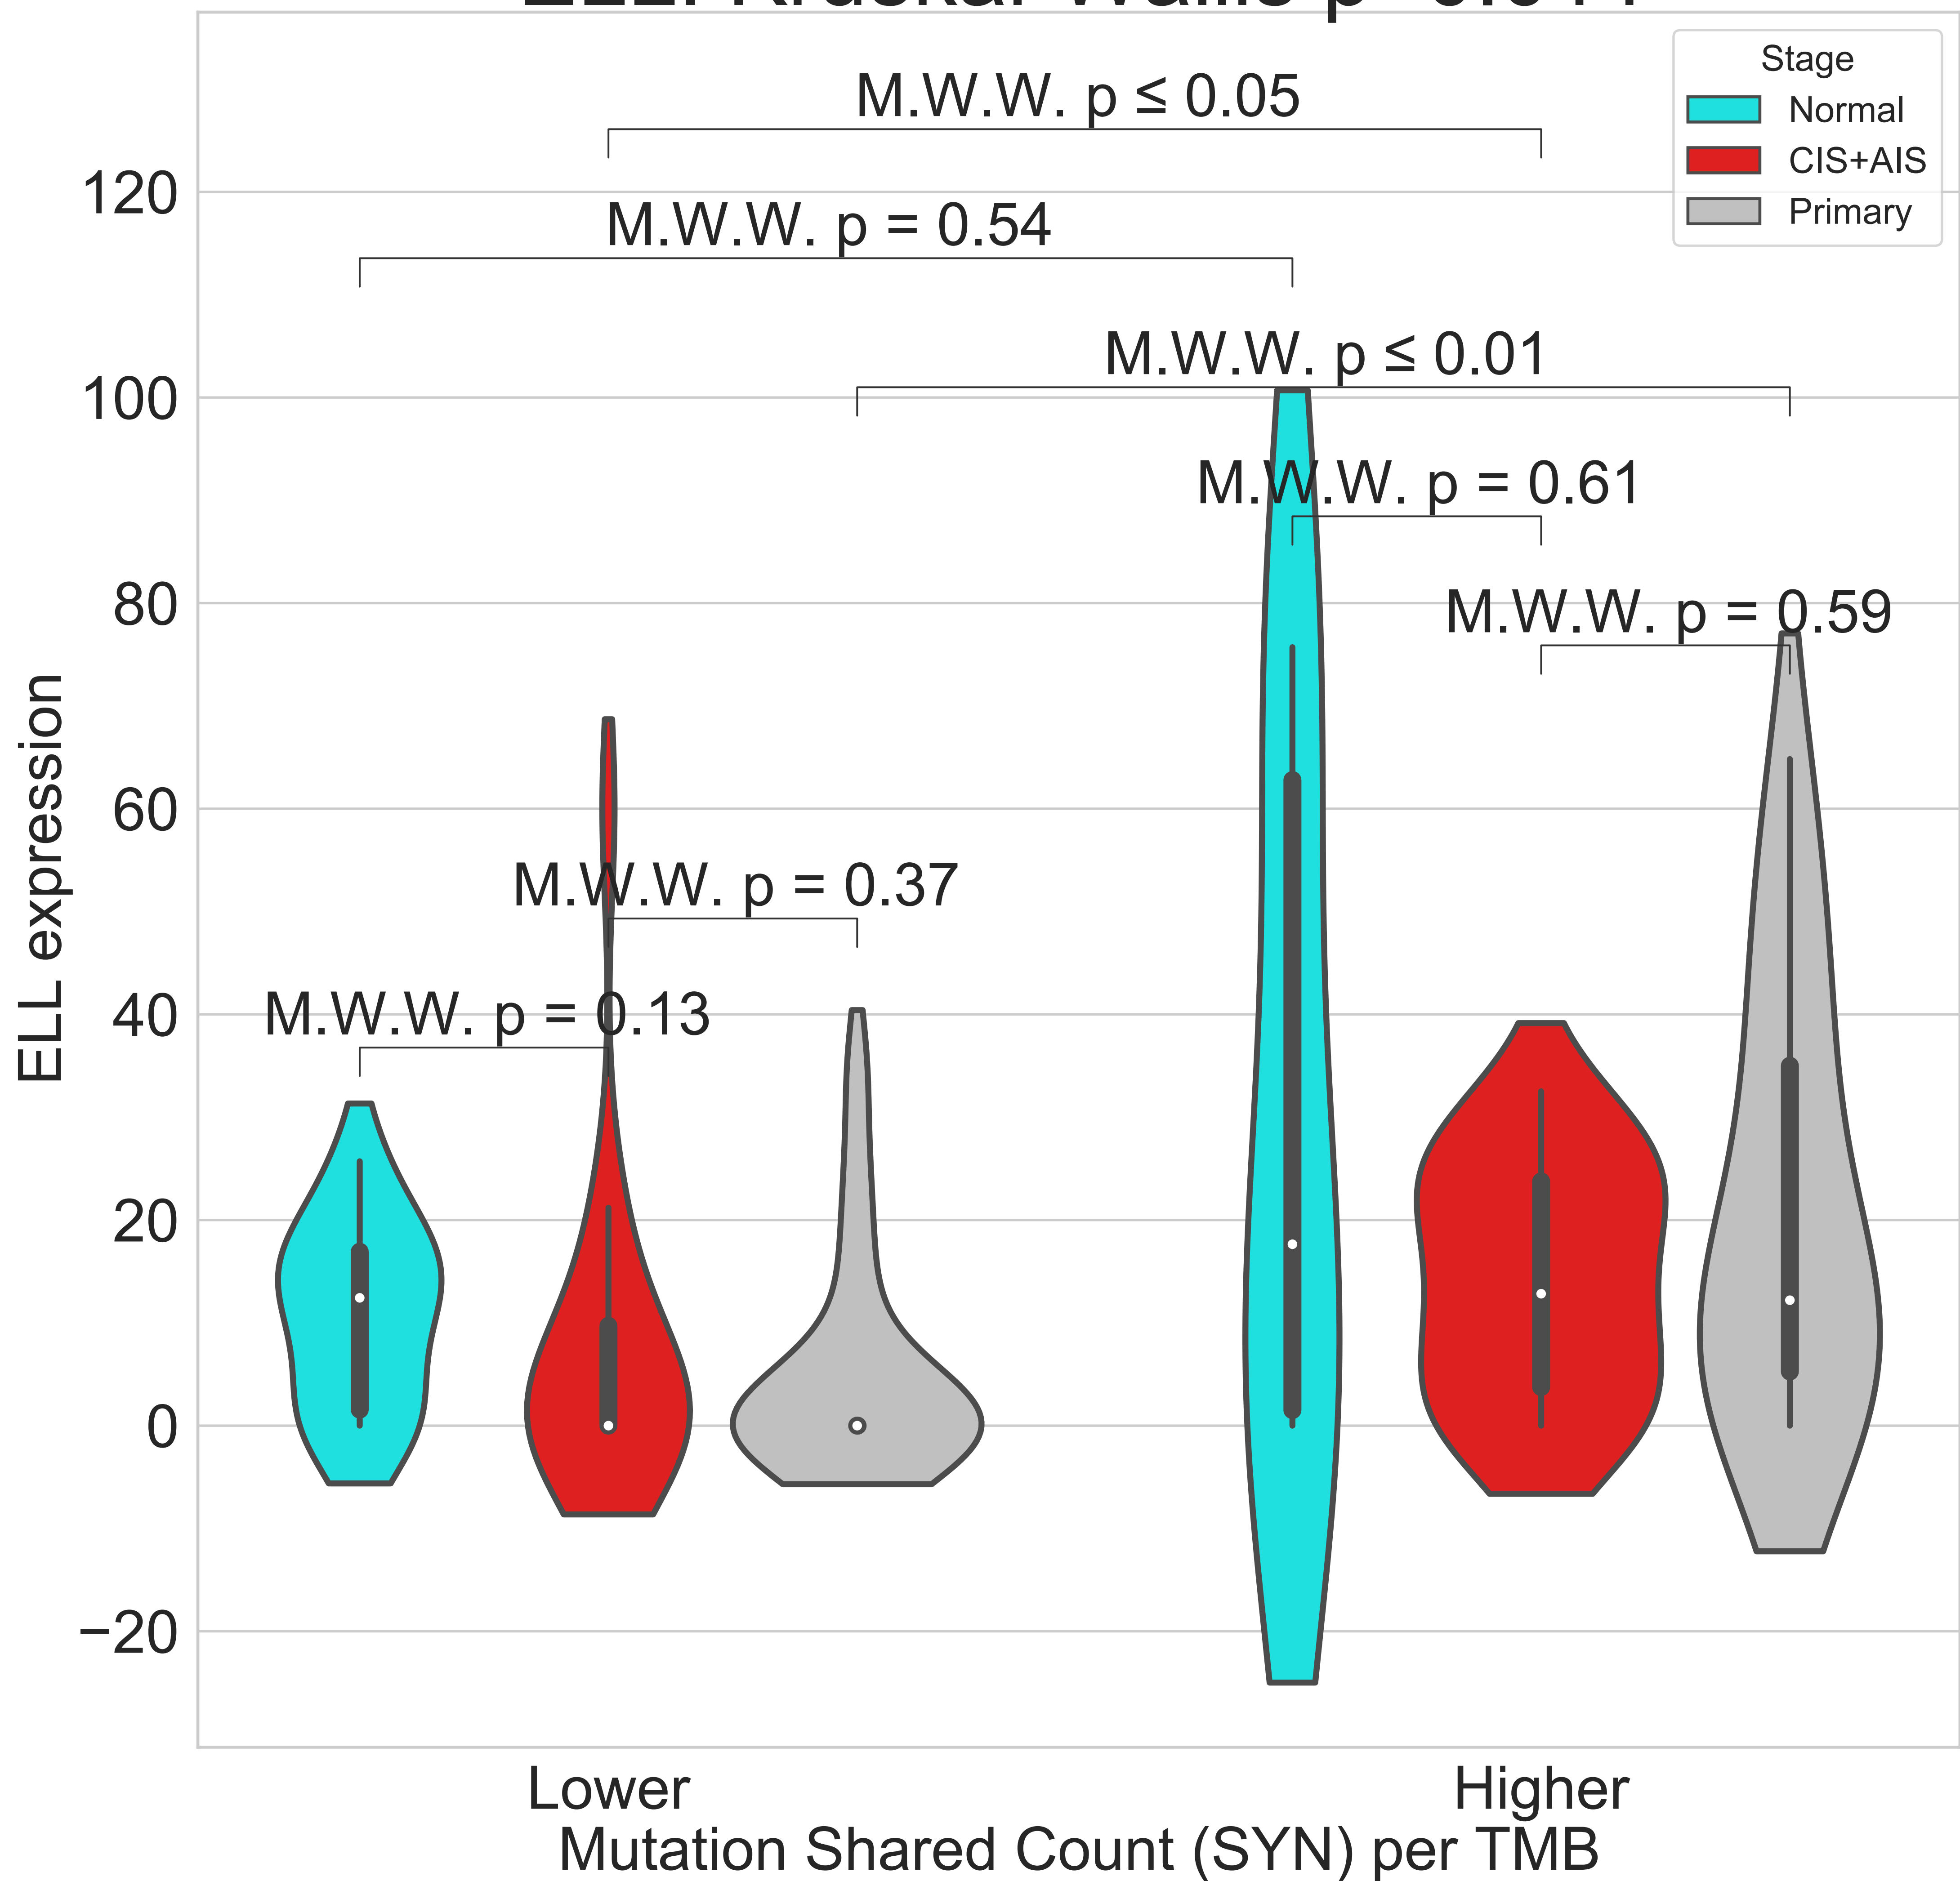 Stage
Normal
CIS+AIS
Primary
M.W.W. p ≤ 0.05
M.W.W. p = 0.54
M.W.W. p ≤ 0.01
M.W.W. p = 0.61
M.W.W. p = 0.59
M.W.W. p = 0.37
M.W.W. p = 0.13
120
100
80
60
40
20
0
−20
ELL expression
Lower
Higher
Mutation Shared Count (SYN) per TMB